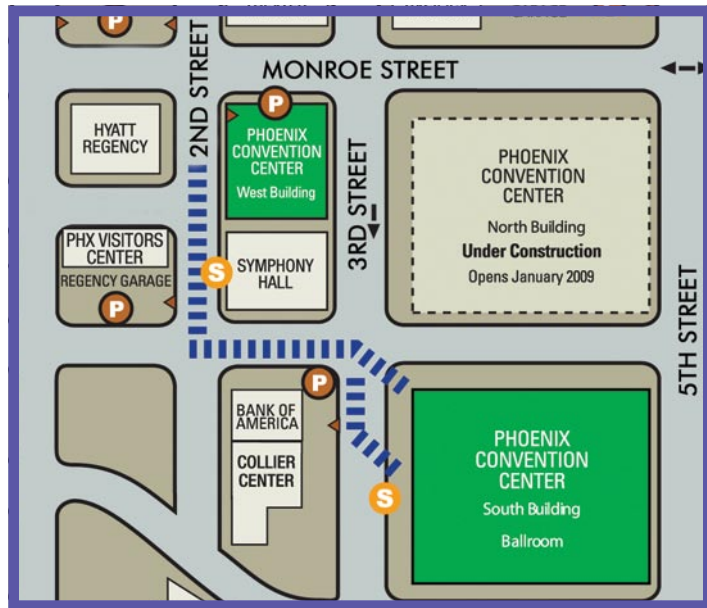 P
2ND STREET
MONROE STREET
HYATT
REGENCY
P
PHOENIX
CONVENTION
CENTER
West Building
3RD STREET
PHOENIX
CONVENTION
CENTER
North Building
Under Construction
Opens January 2009
PHX VISITORS
CENTER
REGENCY GARAGE
P
S
SYMPHONY
HALL
5TH STREET
P
BANK OF
AMERICA
COLLIER
CENTER
S
PHOENIX
CONVENTION
CENTER
South Building
Ballroom